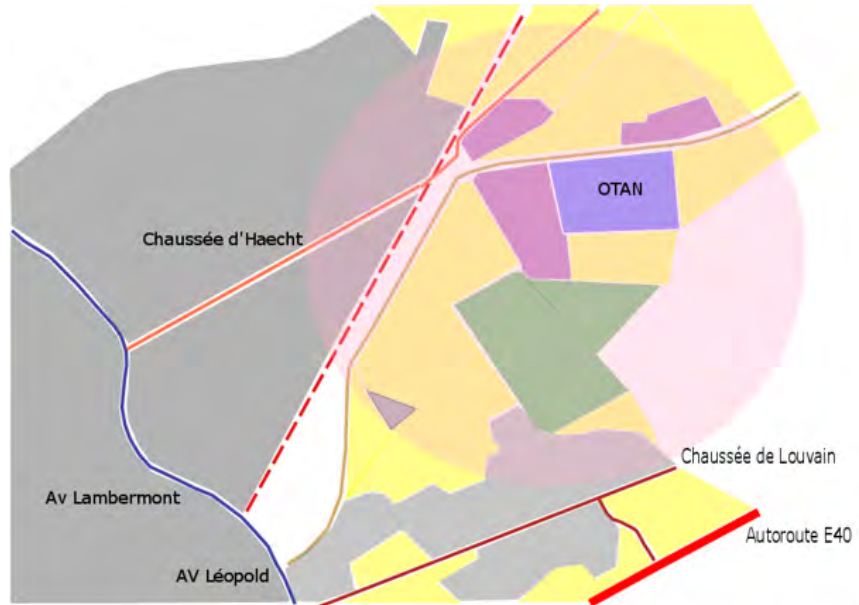 OTAN
Chaussée d'Haecht
Chaussée de Louvain
Av Lambermont
Autoroute E40
AV Léopold